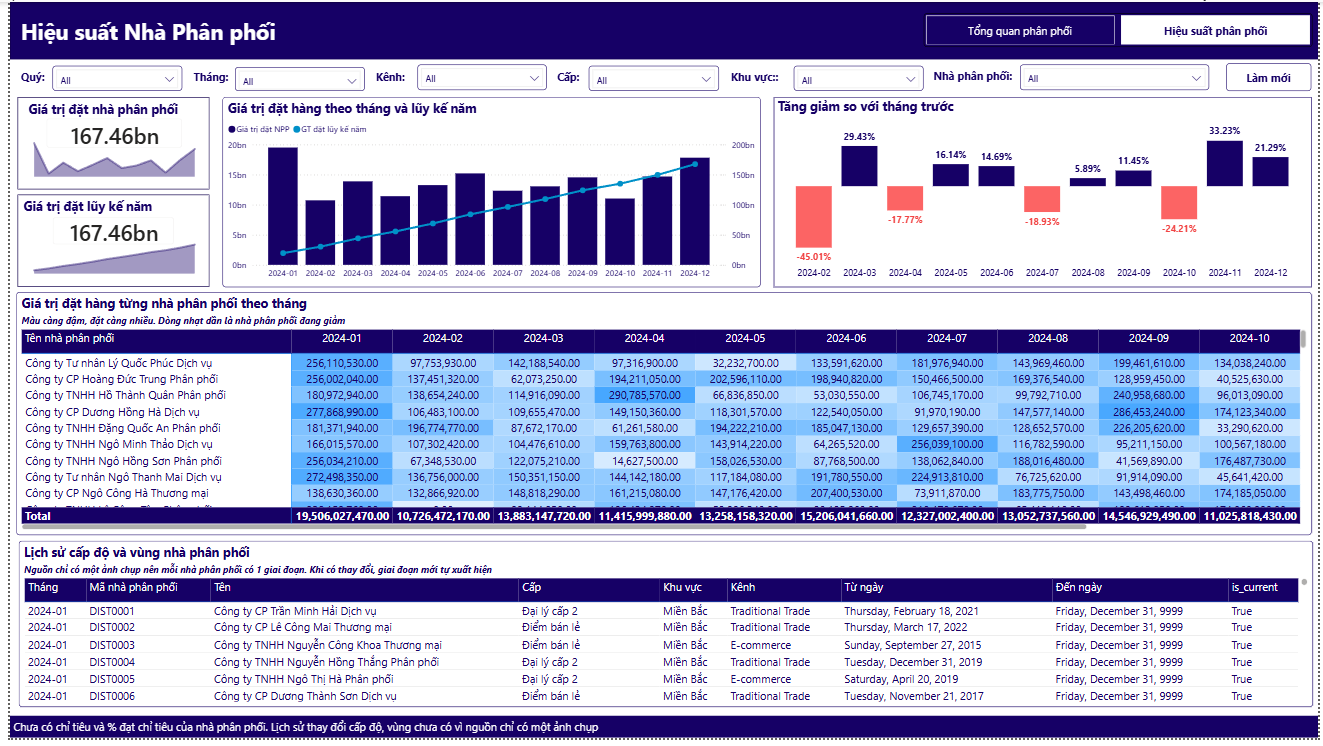 Hiệu suất Nhà Phân phối
Tổng quan phân phối
Hiệu suất phân phối
Quý: All Tháng: All Kênh: All Cấp: All Khu vực:: All Nhà phân phối: All Làm mới
Giá trị đặt nhà phân phối
167.46bn
Giá trị đặt lũy kế năm
167.46bn
Giá trị đặt hàng theo tháng và lũy kế năm
Giá trị đặt NPP GT đặt lũy kế năm
20bn 200bn
15bn 150bn
10bn 100bn
5bn 50bn
0bn 0bn
2024-01 2024-02 2024-03 2024-04 2024-05 2024-06 2024-07 2024-08 2024-09 2024-10 2024-11 2024-12
Tăng giảm so với tháng trước
-45.01% 29.43% -17.77% 16.14% 14.69% -18.93% 5.89% 11.45% -24.21% 33.23% 21.29%
2024-02 2024-03 2024-04 2024-05 2024-06 2024-07 2024-08 2024-09 2024-10 2024-11 2024-12
Giá trị đặt hàng từng nhà phân phối theo tháng
Màu càng đậm, đặt càng nhiều. Dòng nhạt dần là nhà phân phối đang giảm
Tên nhà phân phối 2024-01 2024-02 2024-03 2024-04 2024-05 2024-06 2024-07 2024-08 2024-09 2024-10
Công ty Tư nhân Lý Quốc Phúc Dịch vụ 256,110,530.00 97,753,930.00 142,188,540.00 97,316,900.00 32,232,700.00 133,591,620.00 181,976,940.00 143,969,460.00 199,461,610.00 134,038,240.00
Công ty CP Hoàng Đức Trung Phân phối 256,002,040.00 137,451,320.00 62,073,250.00 194,211,050.00 202,596,110.00 198,940,820.00 150,466,500.00 169,376,540.00 128,959,450.00 40,525,630.00
Công ty TNHH Hồ Thành Quân Phân phối 180,972,940.00 138,654,240.00 114,916,090.00 290,785,570.00 66,836,850.00 53,030,550.00 106,745,170.00 99,792,710.00 240,958,680.00 96,013,090.00
Công ty CP Dương Hồng Hà Dịch vụ 277,868,990.00 106,483,100.00 109,655,470.00 149,150,360.00 118,301,570.00 122,540,050.00 91,970,190.00 147,577,140.00 286,453,240.00 174,123,340.00
Công ty TNHH Đặng Quốc An Phân phối 181,371,940.00 196,774,770.00 87,672,170.00 61,261,580.00 194,222,210.00 185,047,130.00 129,657,390.00 128,652,570.00 226,205,620.00 33,290,620.00
Công ty TNHH Ngô Minh Thảo Dịch vụ 166,015,570.00 107,302,420.00 104,476,610.00 159,763,800.00 143,914,220.00 64,265,520.00 256,039,100.00 116,782,590.00 95,211,150.00 100,567,180.00
Công ty TNHH Ngô Hồng Sơn Phân phối 256,034,210.00 67,348,530.00 122,075,210.00 14,627,500.00 158,026,530.00 87,768,500.00 138,062,840.00 188,016,480.00 41,569,890.00 176,487,730.00
Công ty Tư nhân Ngô Thanh Mai Dịch vụ 272,498,350.00 136,756,000.00 150,351,150.00 144,142,180.00 117,184,080.00 191,780,550.00 224,913,810.00 76,725,620.00 91,914,090.00 45,641,420.00
Công ty CP Ngô Công Hà Thương mại 138,630,360.00 132,866,920.00 148,818,290.00 161,215,080.00 147,176,420.00 207,400,530.00 73,911,870.00 183,775,750.00 143,498,460.00 174,185,050.00
Total 19,506,027,470.00 10,726,472,170.00 13,883,147,720.00 11,415,999,880.00 13,258,158,320.00 15,206,041,660.00 12,327,002,400.00 13,052,737,560.00 14,546,929,490.00 11,025,818,430.00
Lịch sử cấp độ và vùng nhà phân phối
Nguồn chỉ có một ảnh chụp nên mỗi nhà phân phối có 1 giai đoạn. Khi có thay đổi, giai đoạn mới tự xuất hiện
Tháng Mã nhà phân phối Tên Cấp Khu vực Kênh Từ ngày Đến ngày is_current
2024-01 DIST0001 Công ty CP Trần Minh Hải Dịch vụ Đại lý cấp 2 Miền Bắc Traditional Trade Thursday, February 18, 2021 Friday, December 31, 9999 True
2024-01 DIST0002 Công ty CP Lê Công Mai Thương mại Điểm bán lẻ Miền Bắc Traditional Trade Thursday, March 17, 2022 Friday, December 31, 9999 True
2024-01 DIST0003 Công ty TNHH Nguyễn Công Khoa Thương mại Điểm bán lẻ Miền Bắc E-commerce Sunday, September 27, 2015 Friday, December 31, 9999 True
2024-01 DIST0004 Công ty TNHH Nguyễn Hồng Thắng Phân phối Đại lý cấp 2 Miền Bắc Traditional Trade Tuesday, December 31, 2019 Friday, December 31, 9999 True
2024-01 DIST0005 Công ty TNHH Ngô Thị Hà Phân phối Đại lý cấp 2 Miền Bắc E-commerce Saturday, April 20, 2019 Friday, December 31, 9999 True
2024-01 DIST0006 Công ty CP Dương Thành Sơn Dịch vụ Điểm bán lẻ Miền Bắc Traditional Trade Tuesday, November 21, 2017 Friday, December 31, 9999 True
Chưa có chỉ tiêu và % đạt chỉ tiêu của nhà phân phối. Lịch sử thay đổi cấp độ, vùng chưa có vì nguồn chỉ có một ảnh chụp